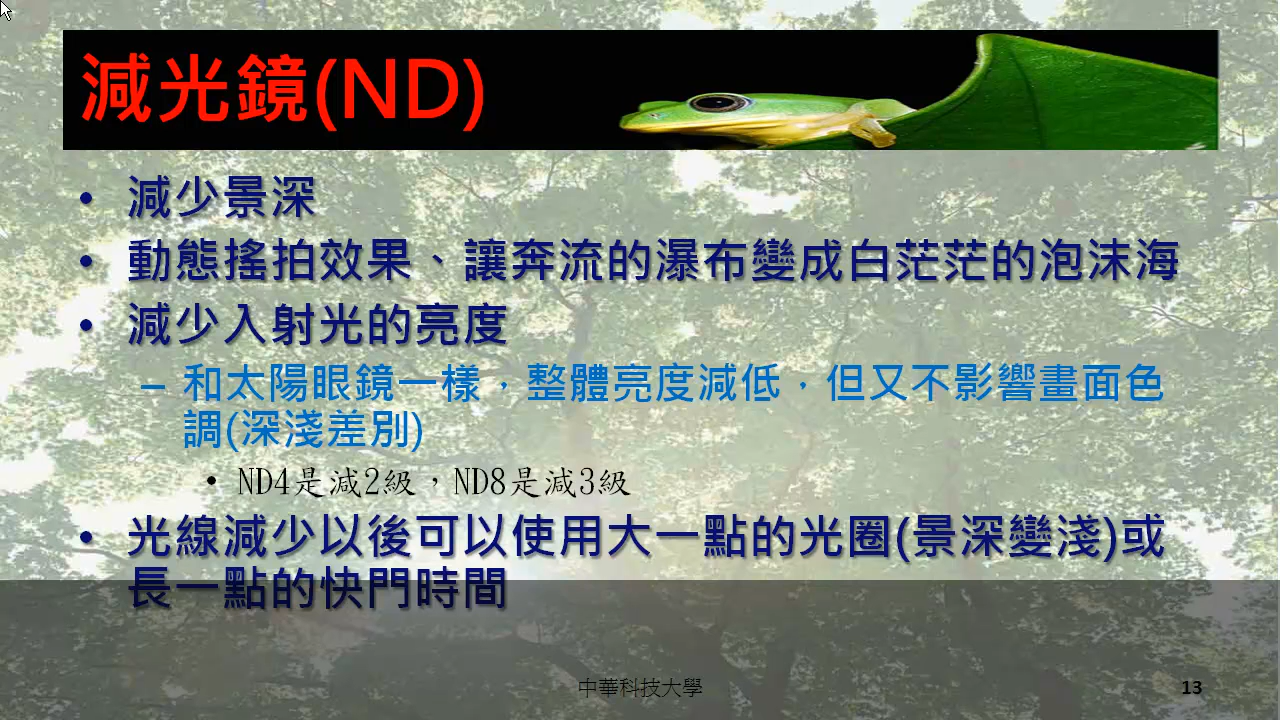 減光鏡(ND)
• 減少景深
• 動態搖拍效果、讓奔流的瀑布變成白茫茫的泡沫海
• 減少入射光的亮度
– 和太陽眼鏡一樣，整體亮度減低，但又不影響畫面色
調(深淺差別)
• ND4是減2級，ND8是減3級
• 光線減少以後可以使用大一點的光圈(景深變淺)或
長一點的快門時間
中華科技大學
13